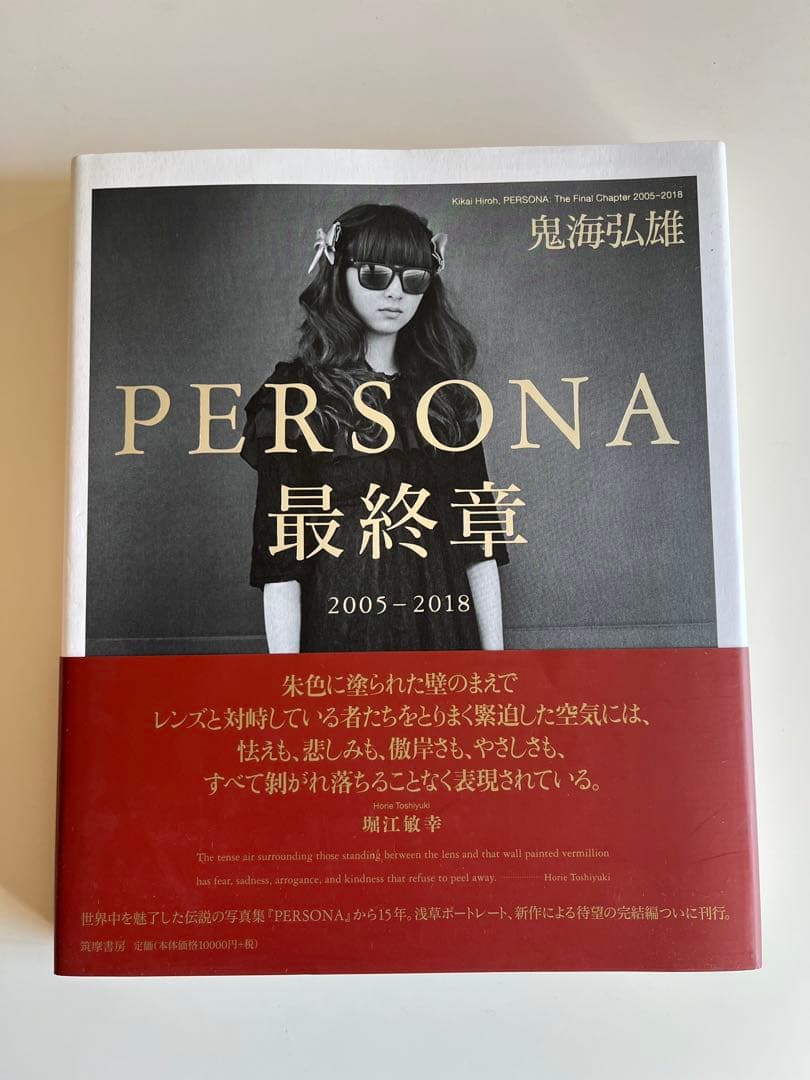 Kikai Hiroh, PERSONA: The Final Chapter 2005–2018
鬼海弘雄
PERSONA
最終章
2005–2018
朱色に塗られた壁のまえで
レンズと対峙している者たちをとりまく緊迫した空気には、
怯えも、悲しみも、傲岸さも、やさしさも、
すべて剝がれ落ちることなく表現されている。
Horie Toshiyuki
堀江敏幸
The tense air surrounding those standing between the lens and that wall painted vermillion
has fear, sadness, arrogance, and kindness that refuse to peel away. ………… Horie Toshiyuki
世界中を魅了した伝説の写真集『PERSONA』から15年。浅草ポートレート、新作による待望の完結編ついに刊行。
筑摩書房 定価(本体価格10000円+税)